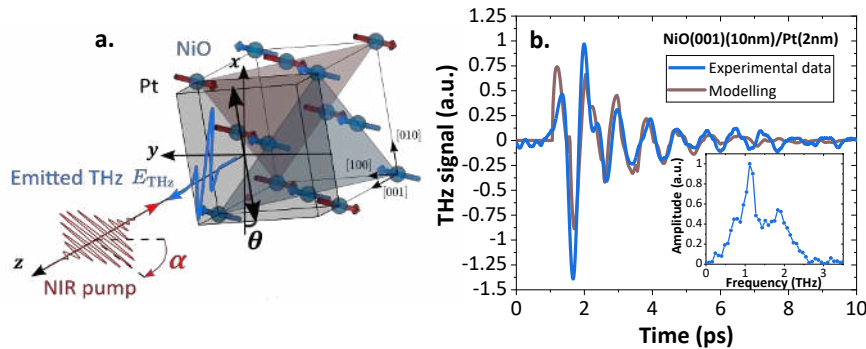 a.
NiO
Pt
x
y
[010]
[100]
[001]
Emitted THz E_THz
θ
z
α
NIR pump
b.
NiO(001)(10nm)/Pt(2nm)
Experimental data
Modelling
THz signal (a.u.)
1.25
1
0.75
0.5
0.25
0
-0.25
-0.5
-0.75
-1
-1.25
-1.5
0 2 4 6 8 10
Time (ps)
Amplitude (a.u)
1
0.8
0.6
0.4
0.2
0
0 1 2 3
Frequency (THz)